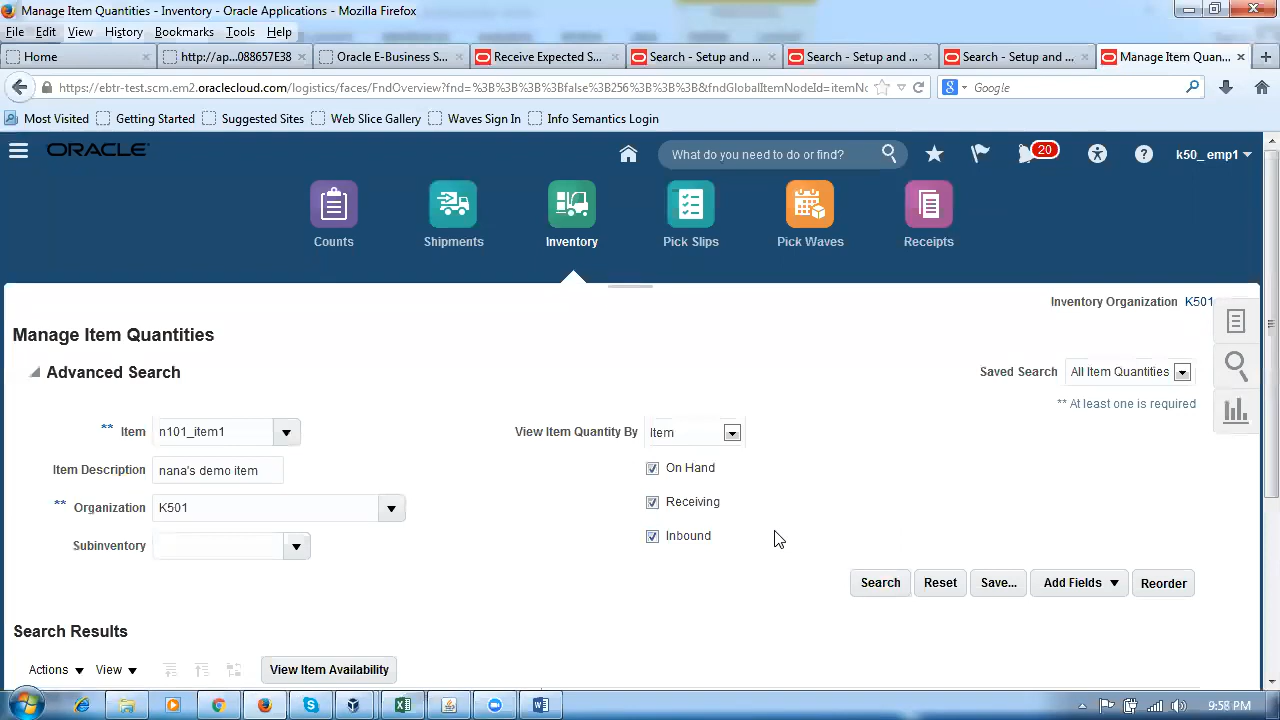 Manage Item Quantities - Inventory - Oracle Applications - Mozilla Firefox
File Edit View History Bookmarks Tools Help
Home
http://ap...088657E38
Oracle E-Business S...
Receive Expected S...
Search - Setup and ...
Search - Setup and ...
Search - Setup and ...
Manage Item Quan...
https://ebtr-test.scm.em2.oraclecloud.com/logistics/faces/FndOverview?fnd=%3B%3B%3B%3Bfalse%3B256%3B%3B%3B&fndGlobalItemNodeId=itemNo
Google
Most Visited Getting Started Suggested Sites Web Slice Gallery Waves Sign In Info Semantics Corporation
ORACLE
What do you need to do or find?
20
k50_emp1
Counts Shipments Inventory Pick Slips Pick Waves Receipts
Inventory Organization K501
Manage Item Quantities
Advanced Search
Saved Search All Item Quantities
** At least one is required
** Item n101_item1
View Item Quantity By Item
Item Description nana's demo item
On Hand
** Organization K501
Receiving
Subinventory
Inbound
Search Reset Save... Add Fields Reorder
Search Results
Actions View View Item Availability
9:58 PM